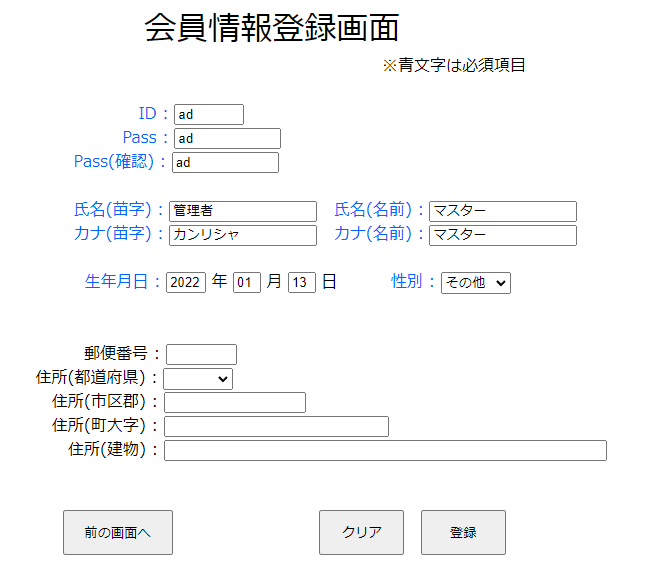 会員情報登録画面
※青文字は必須項目
ID : ad
Pass : ad
Pass(確認) : ad
氏名(苗字) : 管理者 氏名(名前) : マスター
カナ(苗字) : カンリシャ カナ(名前) : マスター
生年月日 : 2022 年 01 月 13 日 性別 : その他
郵便番号 :
住所(都道府県) :
住所(市区郡) :
住所(町大字) :
住所(建物) :
前の画面へ クリア 登録